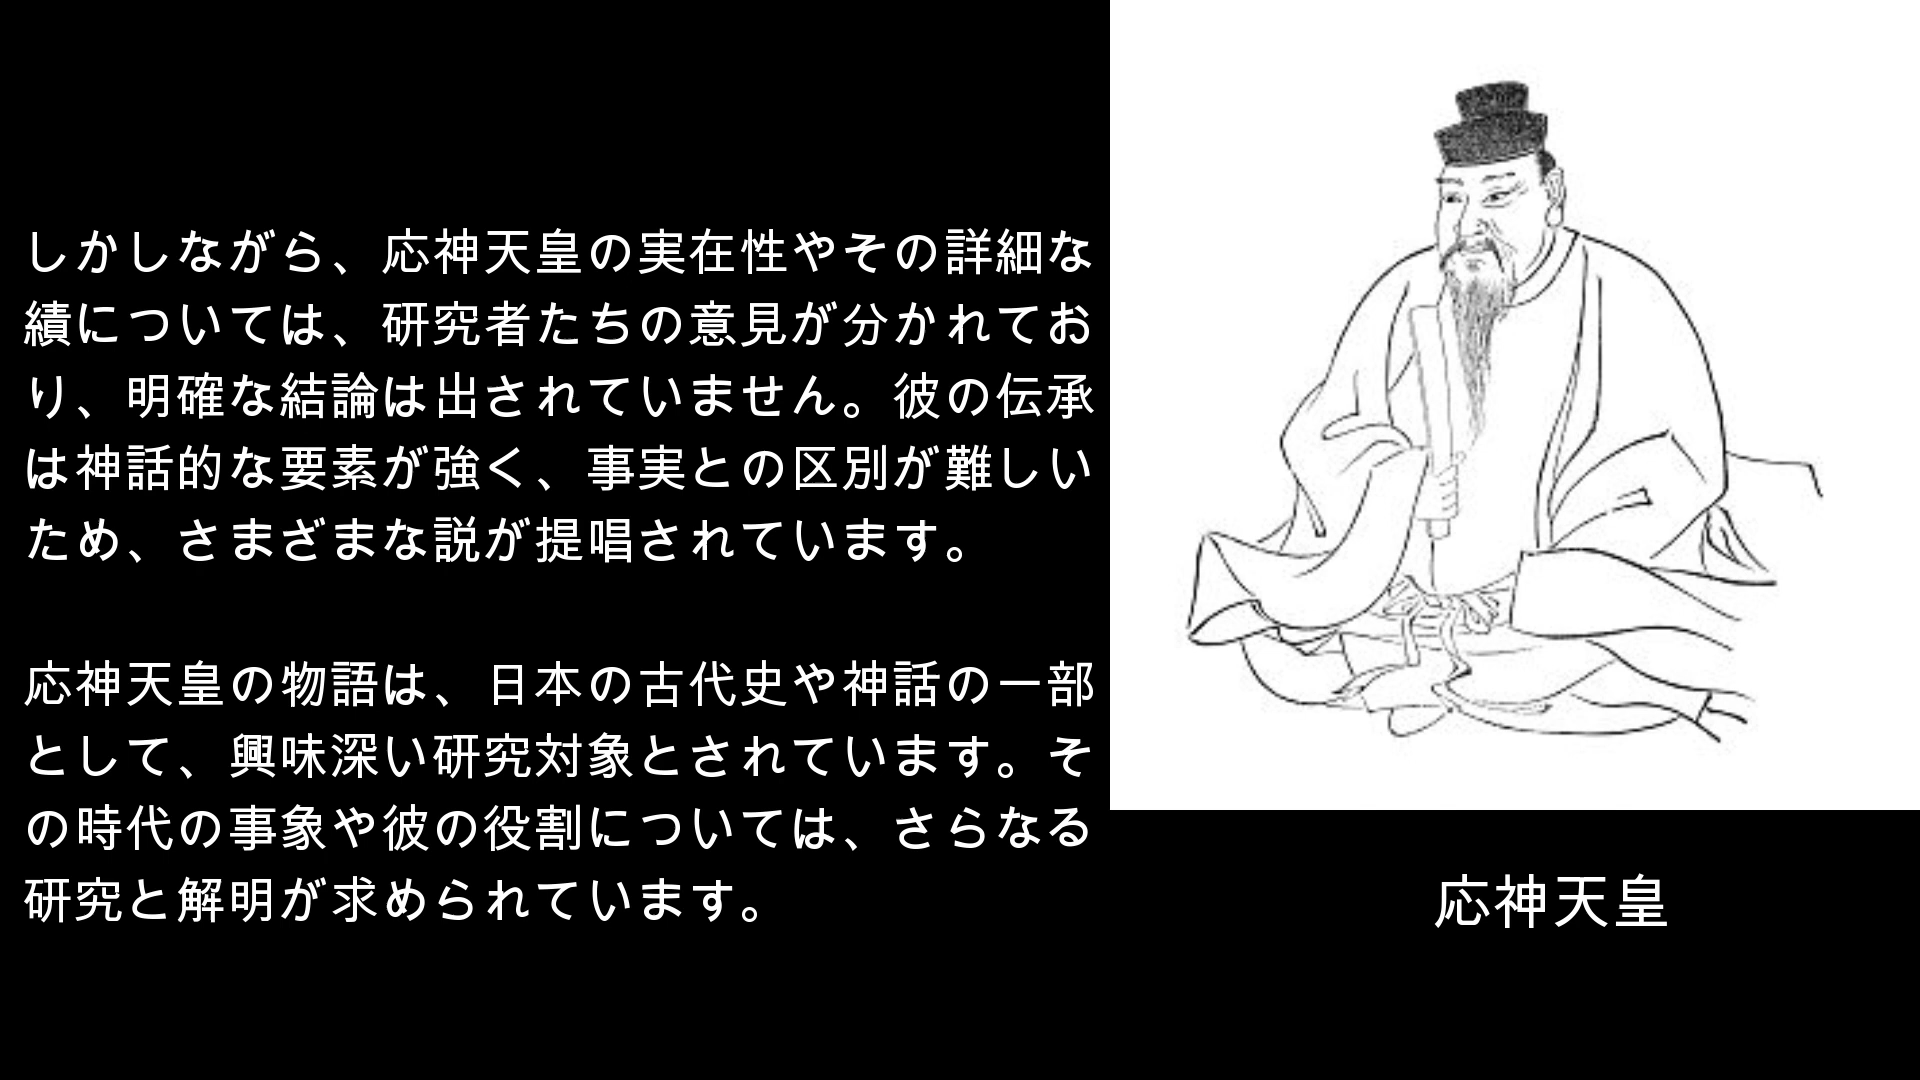 しかしながら、応神天皇の実在性やその詳細な
績については、研究者たちの意見が分かれてお
り、明確な結論は出されていません。彼の伝承
は神話的な要素が強く、事実との区別が難しい
ため、さまざまな説が提唱されています。
応神天皇の物語は、日本の古代史や神話の一部
として、興味深い研究対象とされています。そ
の時代の事象や彼の役割については、さらなる
研究と解明が求められています。
応神天皇